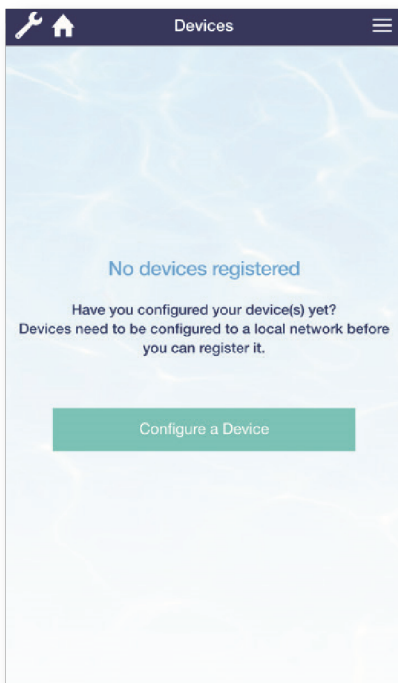 Devices
No devices registered
Have you configured your device(s) yet?
Devices need to be configured to a local network before
you can register it.
Configure a Device